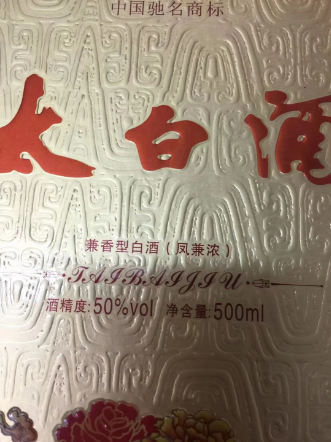 中国驰名商标
太白酒
兼香型白酒(凤兼浓)
TAIBAIJIU
酒精度:50%vol 净含量:500ml